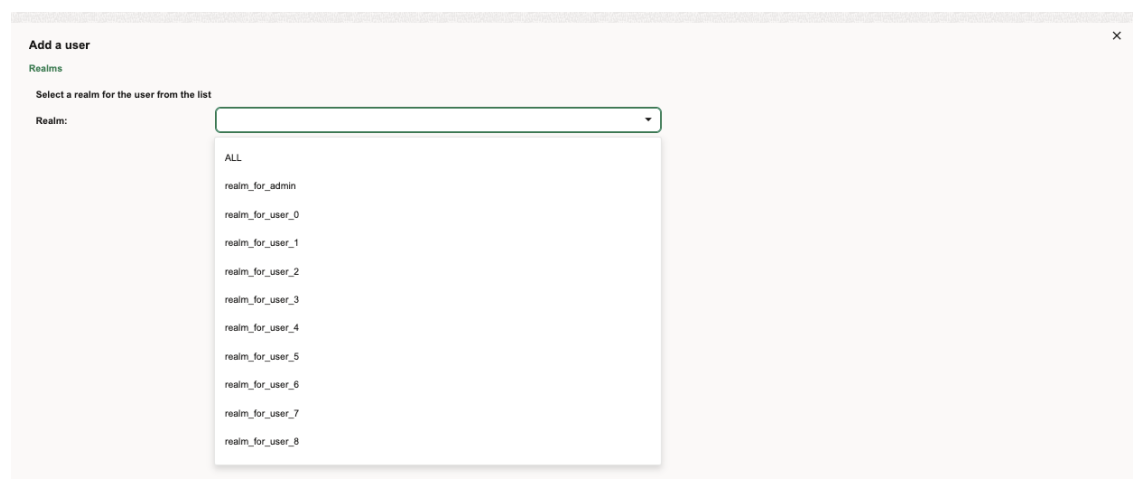 Add a user
Realms
Select a realm for the user from the list
Realm:
ALL
realm_for_admin
realm_for_user_0
realm_for_user_1
realm_for_user_2
realm_for_user_3
realm_for_user_4
realm_for_user_5
realm_for_user_6
realm_for_user_7
realm_for_user_8